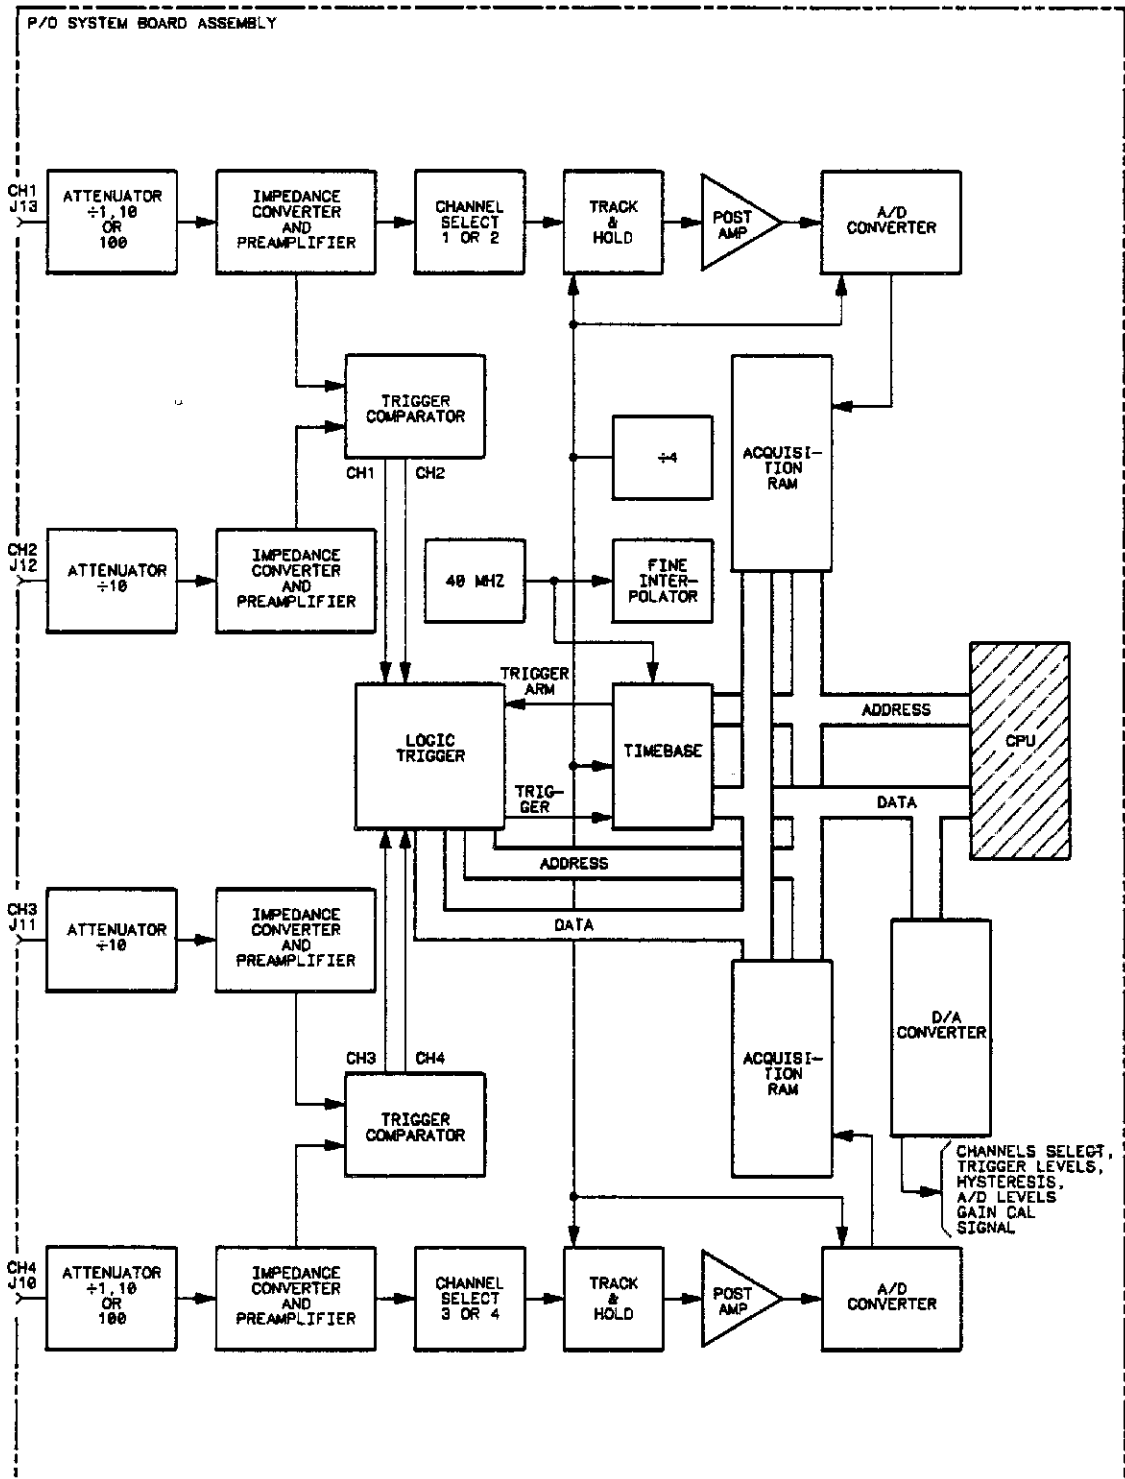 P/O SYSTEM BOARD ASSEMBLY
CH1
J13
ATTENUATOR
÷1,10
OR
100
IMPEDANCE
CONVERTER
AND
PREAMPLIFIER
CHANNEL
SELECT
1 OR 2
TRACK
&
HOLD
POST
AMP
A/D
CONVERTER
TRIGGER
COMPARATOR
CH1
CH2
÷4
ACQUISI-
TION
RAM
CH2
J12
ATTENUATOR
÷10
IMPEDANCE
CONVERTER
AND
PREAMPLIFIER
40 MHZ
FINE
INTER-
POLATOR
TRIGGER
ARM
LOGIC
TRIGGER
TIMEBASE
TRIG-
GER
ADDRESS
CPU
DATA
ADDRESS
DATA
CH3
J11
ATTENUATOR
÷10
IMPEDANCE
CONVERTER
AND
PREAMPLIFIER
D/A
CONVERTER
CH3
CH4
TRIGGER
COMPARATOR
ACQUISI-
TION
RAM
CHANNELS SELECT,
TRIGGER LEVELS,
HYSTERESIS,
A/D LEVELS
GAIN CAL
SIGNAL
CH4
J10
ATTENUATOR
÷1,10
OR
100
IMPEDANCE
CONVERTER
AND
PREAMPLIFIER
CHANNEL
SELECT
3 OR 4
TRACK
&
HOLD
POST
AMP
A/D
CONVERTER